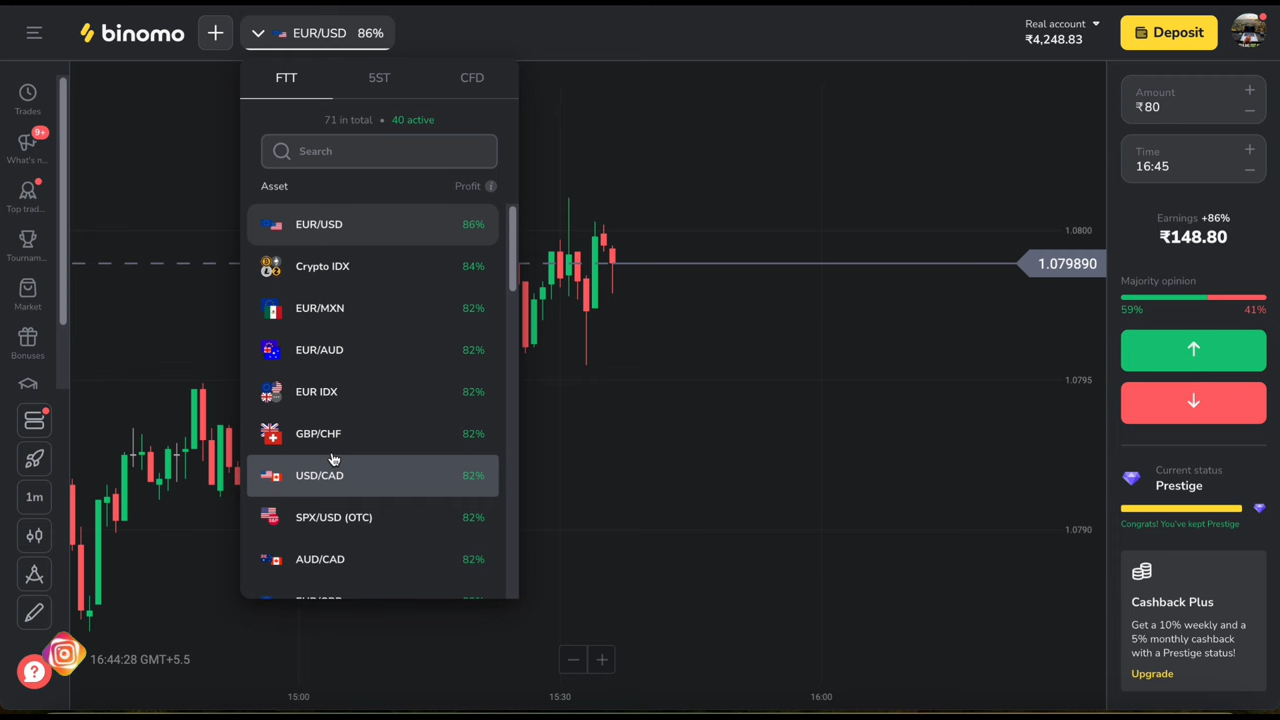 binomo
EUR/USD 86%
Real account
₹4,248.83
Deposit
Trades
9+
What's n...
Top trad...
Tournam...
Market
Bonuses
1m
FTT 5ST CFD
71 in total • 40 active
Search
Asset Profit
EUR/USD 86%
Crypto IDX 84%
EUR/MXN 82%
EUR/AUD 82%
EUR IDX 82%
GBP/CHF 82%
USD/CAD 82%
SPX/USD (OTC) 82%
AUD/CAD 82%
1.0800
1.079890
1.0795
1.0790
16:44:28 GMT+5.5
15:00 15:30 16:00
Amount
₹80
Time
16:45
Earnings +86%
₹148.80
Majority opinion
59% 41%
Current status
Prestige
Congrats! You've kept Prestige
Cashback Plus
Get a 10% weekly and a
5% monthly cashback
with a Prestige status!
Upgrade